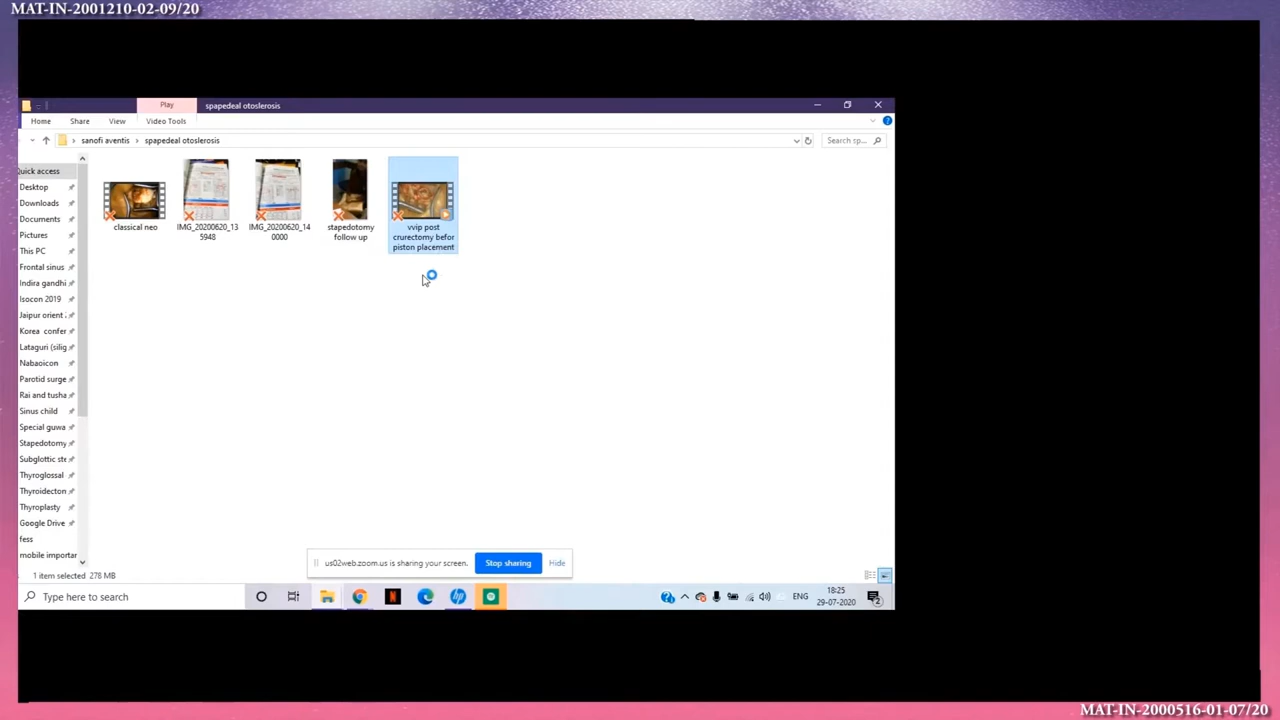 MAT-IN-2001210-02-09/20
Play
spapedeal otoslerosis
Home
Share
View
Video Tools
sanofi aventis
spapedeal otoslerosis
Search sp...
Quick access
Desktop
Downloads
Documents
Pictures
This PC
Frontal sinus
Indira gandhi
Isocon 2019
Jaipur orient
Korea confer
Lataguri (silig
Nabaoicon
Parotid surge
Rai and tusha
Sinus child
Special guwa
Stapedotomy
Subglottic ste
Thyroglossal
Thyroidecton
Thyroplasty
Google Drive
fess
mobile importar
classical neo
IMG_20200620_13
5948
IMG_20200620_14
0000
stapedotomy
follow up
vvip post
crurectomy befor
piston placement
us02web.zoom.us is sharing your screen.
Stop sharing
Hide
1 item selected 278 MB
Type here to search
ENG
18:25
29-07-2020
2
MAT-IN-2000516-01-07/20